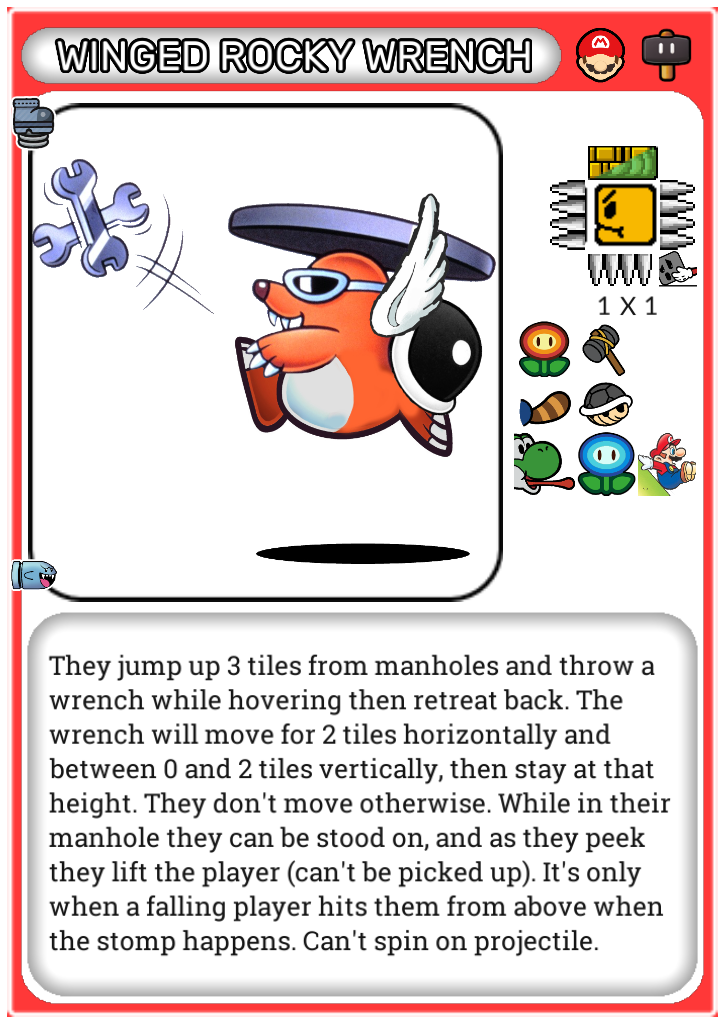 WINGED ROCKY WRENCH
M
1 X 1
They jump up 3 tiles from manholes and throw a
wrench while hovering then retreat back. The
wrench will move for 2 tiles horizontally and
between 0 and 2 tiles vertically, then stay at that
height. They don't move otherwise. While in their
manhole they can be stood on, and as they peek
they lift the player (can't be picked up). It's only
when a falling player hits them from above when
the stomp happens. Can't spin on projectile.